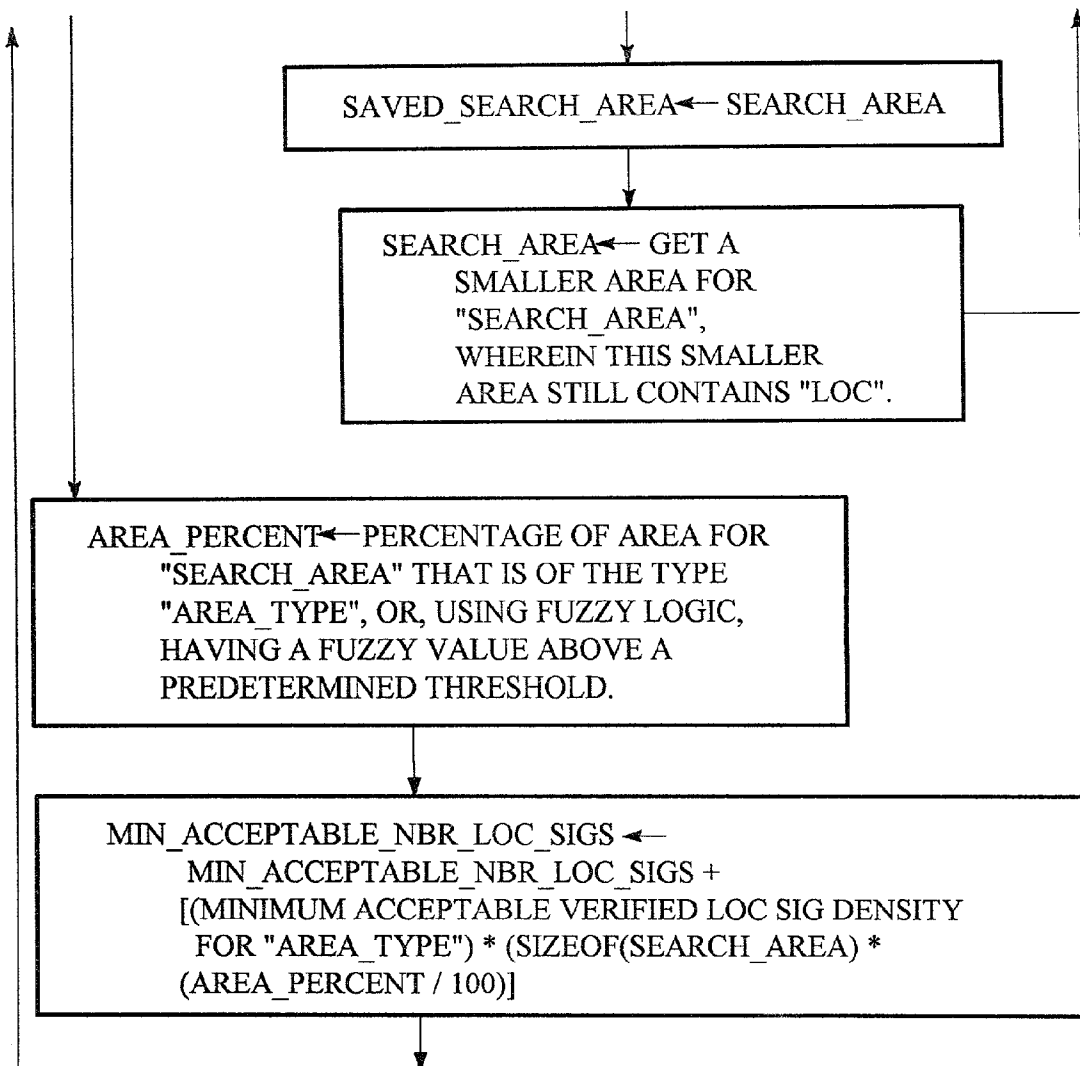 SAVED_SEARCH_AREA← SEARCH_AREA
SEARCH_AREA← GET A
SMALLER AREA FOR
"SEARCH_AREA",
WHEREIN THIS SMALLER
AREA STILL CONTAINS "LOC".
AREA_PERCENT←PERCENTAGE OF AREA FOR
"SEARCH_AREA" THAT IS OF THE TYPE
"AREA_TYPE", OR, USING FUZZY LOGIC,
HAVING A FUZZY VALUE ABOVE A
PREDETERMINED THRESHOLD.
MIN_ACCEPTABLE_NBR_LOC_SIGS ←
MIN_ACCEPTABLE_NBR_LOC_SIGS +
[(MINIMUM ACCEPTABLE VERIFIED LOC SIG DENSITY
FOR "AREA_TYPE") * (SIZEOF(SEARCH_AREA) *
(AREA_PERCENT / 100)]